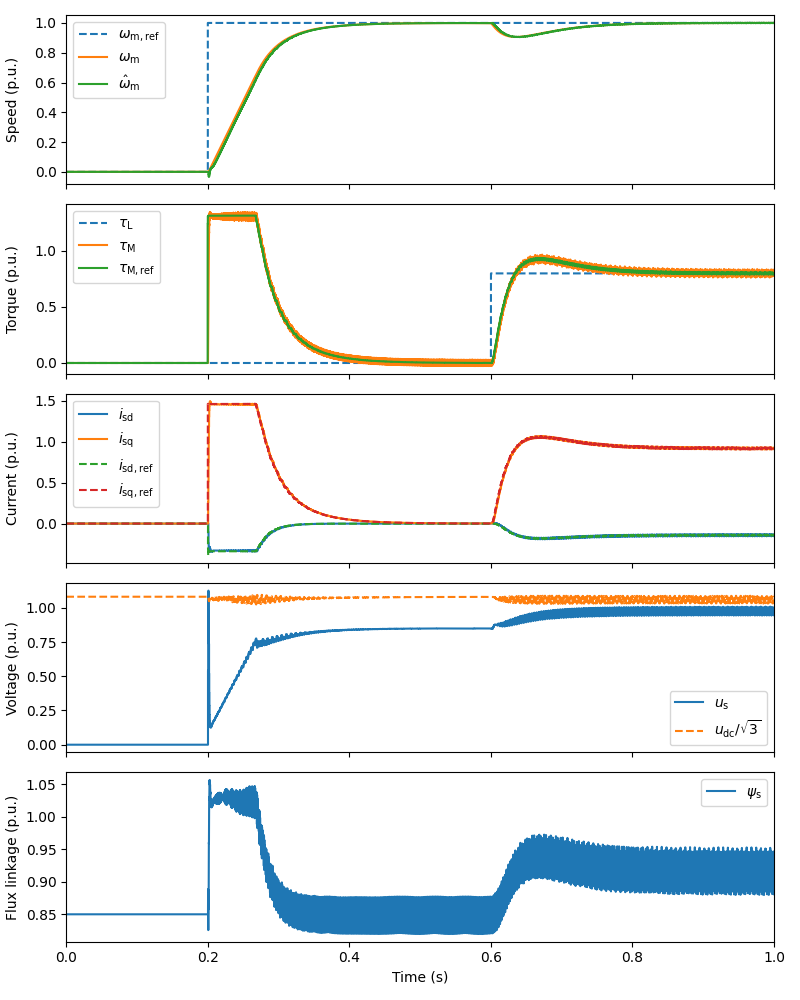 1.0
0.8
0.6
0.4
0.2
0.0
Speed (p.u.)
ω_m,ref
ω_m
ω̂_m
1.0
0.5
0.0
Torque (p.u.)
τ_L
τ_M
τ_M,ref
1.5
1.0
0.5
0.0
Current (p.u.)
i_sd
i_sq
i_sd,ref
i_sq,ref
1.00
0.75
0.50
0.25
0.00
Voltage (p.u.)
u_s
u_dc/√3
1.05
1.00
0.95
0.90
0.85
Flux linkage (p.u.)
ψ_s
0.0 0.2 0.4 0.6 0.8 1.0
Time (s)